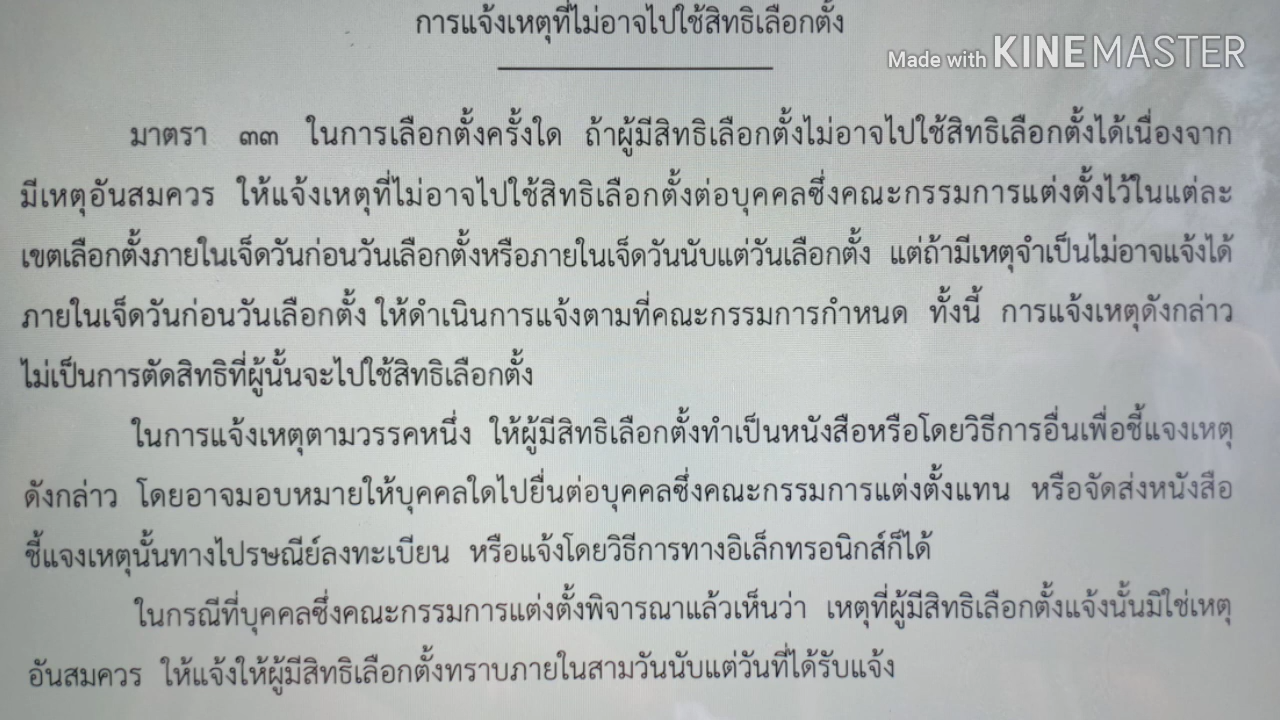 การแจ้งเหตุที่ไม่อาจไปใช้สิทธิเลือกตั้ง
Made with KINEMASTER
มาตรา ๓๓ ในการเลือกตั้งครั้งใด ถ้าผู้มีสิทธิเลือกตั้งไม่อาจไปใช้สิทธิเลือกตั้งได้เนื่องจาก
มีเหตุอันสมควร ให้แจ้งเหตุที่ไม่อาจไปใช้สิทธิเลือกตั้งต่อบุคคลซึ่งคณะกรรมการแต่งตั้งไว้ในแต่ละ
เขตเลือกตั้งภายในเจ็ดวันก่อนวันเลือกตั้งหรือภายในเจ็ดวันนับแต่วันเลือกตั้ง แต่ถ้ามีเหตุจำเป็นไม่อาจแจ้งได้
ภายในเจ็ดวันก่อนวันเลือกตั้ง ให้ดำเนินการแจ้งตามที่คณะกรรมการกำหนด ทั้งนี้ การแจ้งเหตุดังกล่าว
ไม่เป็นการตัดสิทธิที่ผู้นั้นจะไปใช้สิทธิเลือกตั้ง
ในการแจ้งเหตุตามวรรคหนึ่ง ให้ผู้มีสิทธิเลือกตั้งทำเป็นหนังสือหรือโดยวิธีการอื่นเพื่อชี้แจงเหตุ
ดังกล่าว โดยอาจมอบหมายให้บุคคลใดไปยื่นต่อบุคคลซึ่งคณะกรรมการแต่งตั้งแทน หรือจัดส่งหนังสือ
ชี้แจงเหตุนั้นทางไปรษณีย์ลงทะเบียน หรือแจ้งโดยวิธีการทางอิเล็กทรอนิกส์ก็ได้
ในกรณีที่บุคคลซึ่งคณะกรรมการแต่งตั้งพิจารณาแล้วเห็นว่า เหตุที่ผู้มีสิทธิเลือกตั้งแจ้งนั้นมิใช่เหตุ
อันสมควร ให้แจ้งให้ผู้มีสิทธิเลือกตั้งทราบภายในสามวันนับแต่วันที่ได้รับแจ้ง